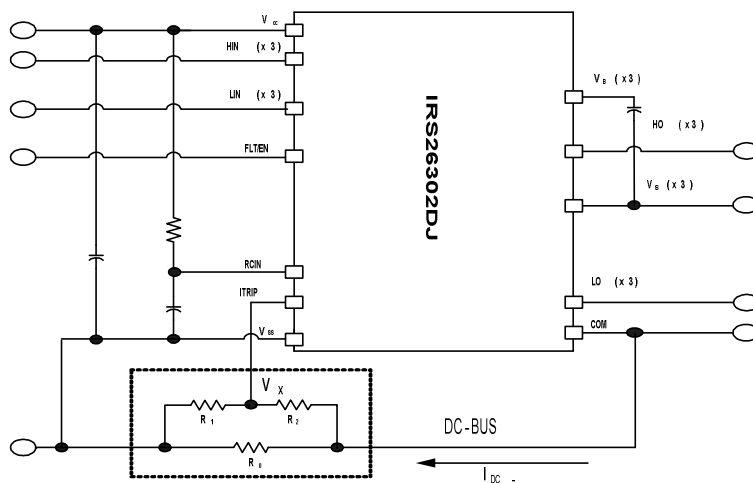 V cc
HIN (x 3)
LIN (x 3)
FLT/EN
RCIN
ITRIP
V SS
IRS26302DJ
V B (x 3)
HO (x 3)
V S (x 3)
LO (x 3)
COM
V X
R 1
R 2
R 0
DC-BUS
I DC -